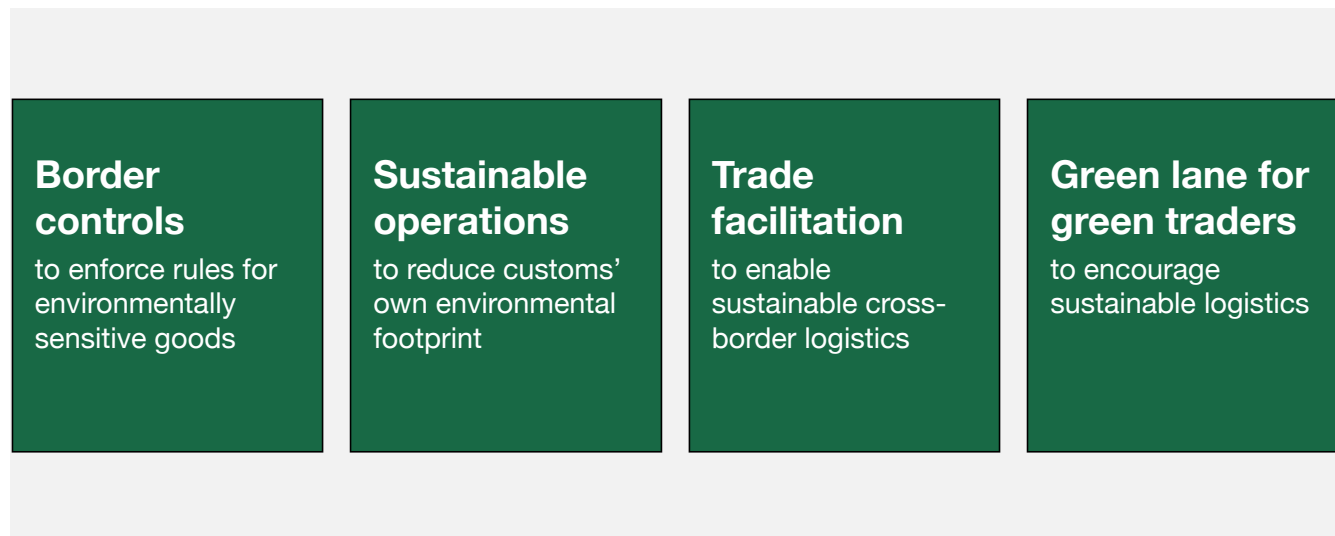 Border
controls
to enforce rules for
environmentally
sensitive goods
Sustainable
operations
to reduce customs’
own environmental
footprint
Trade
facilitation
to enable
sustainable cross-
border logistics
Green lane for
green traders
to encourage
sustainable logistics